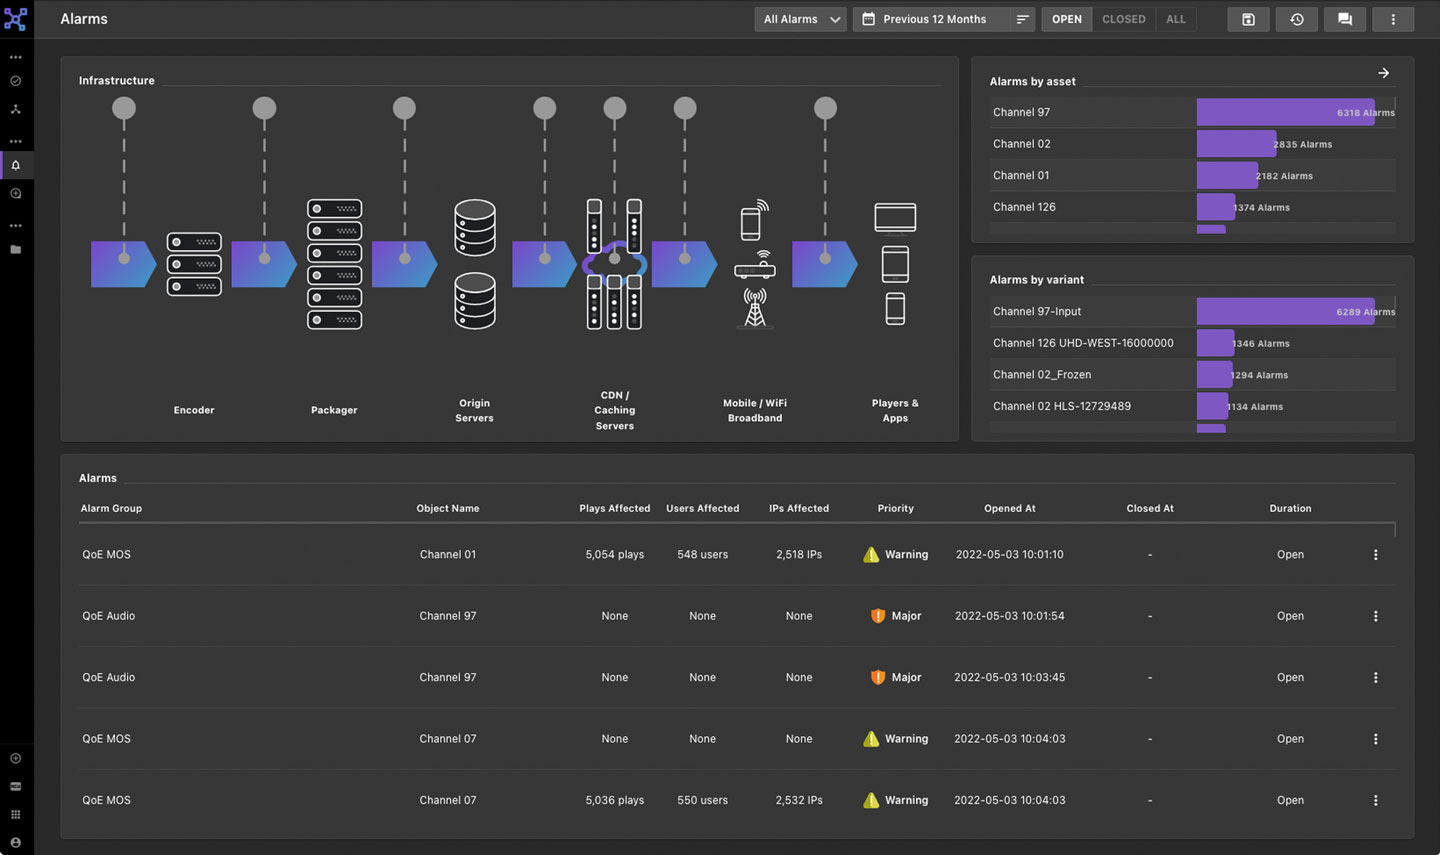 Alarms
All Alarms
Previous 12 Months
OPEN CLOSED ALL
Infrastructure
Encoder
Packager
Origin
Servers
CDN /
Caching
Servers
Mobile / WiFi
Broadband
Players &
Apps
Alarms by asset
Channel 97 6318 Alarms
Channel 02 2835 Alarms
Channel 01 2182 Alarms
Channel 126 1374 Alarms
Alarms by variant
Channel 97-Input 6289 Alarms
Channel 126 UHD-WEST-16000000 1346 Alarms
Channel 02_Frozen 1294 Alarms
Channel 02 HLS-12729489 1134 Alarms
Alarms
Alarm Group Object Name Plays Affected Users Affected IPs Affected Priority Opened At Closed At Duration
QoE MOS Channel 01 5,054 plays 548 users 2,518 IPs Warning 2022-05-03 10:01:10 - Open
QoE Audio Channel 97 None None None Major 2022-05-03 10:01:54 - Open
QoE Audio Channel 97 None None None Major 2022-05-03 10:03:45 - Open
QoE MOS Channel 07 None None None Warning 2022-05-03 10:04:03 - Open
QoE MOS Channel 07 5,036 plays 550 users 2,532 IPs Warning 2022-05-03 10:04:03 - Open